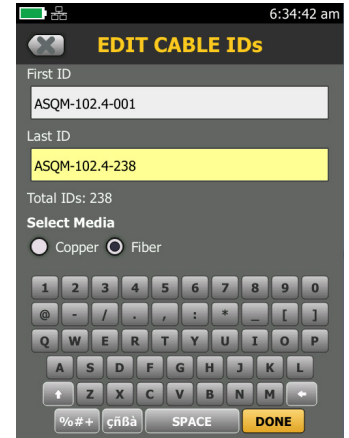 6:34:42 am
EDIT CABLE IDs
First ID
ASQM-102.4-001
Last ID
ASQM-102.4-238
Total IDs: 238
Select Media
Copper Fiber
1 2 3 4 5 6 7 8 9 0
@ - / . , : * _ [ ]
Q W E R T Y U I O P
A S D F G H J K L
Z X C V B N M
%#+ çñßà SPACE DONE